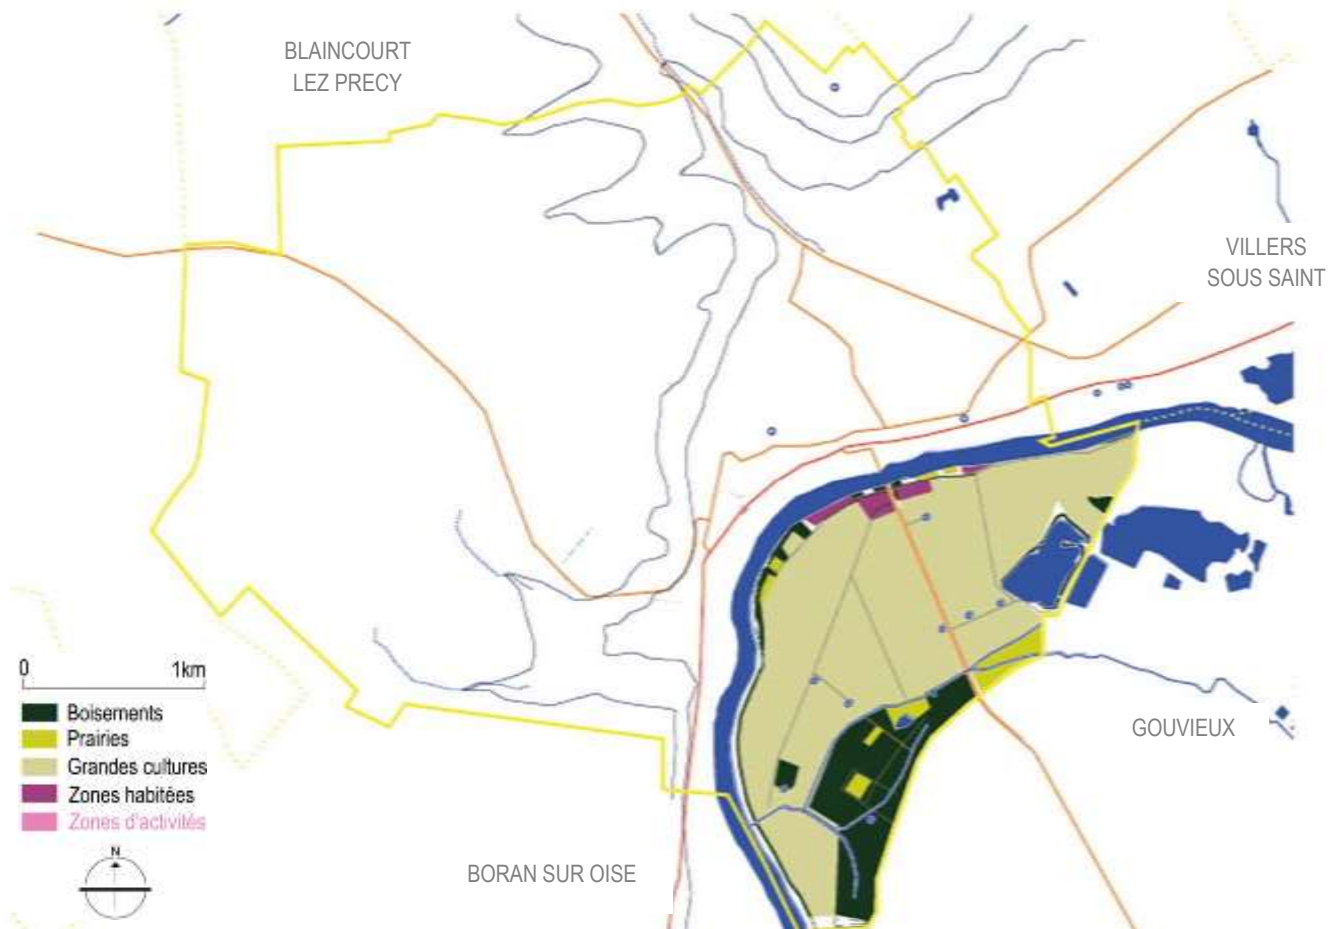 BLAINCOURT
LEZ PRECY
VILLERS
SOUS SAINT
0 1km
Boisements
Prairies
Grandes cultures
Zones habitées
Zones d'activités
N
GOUVIEUX
BORAN SUR OISE